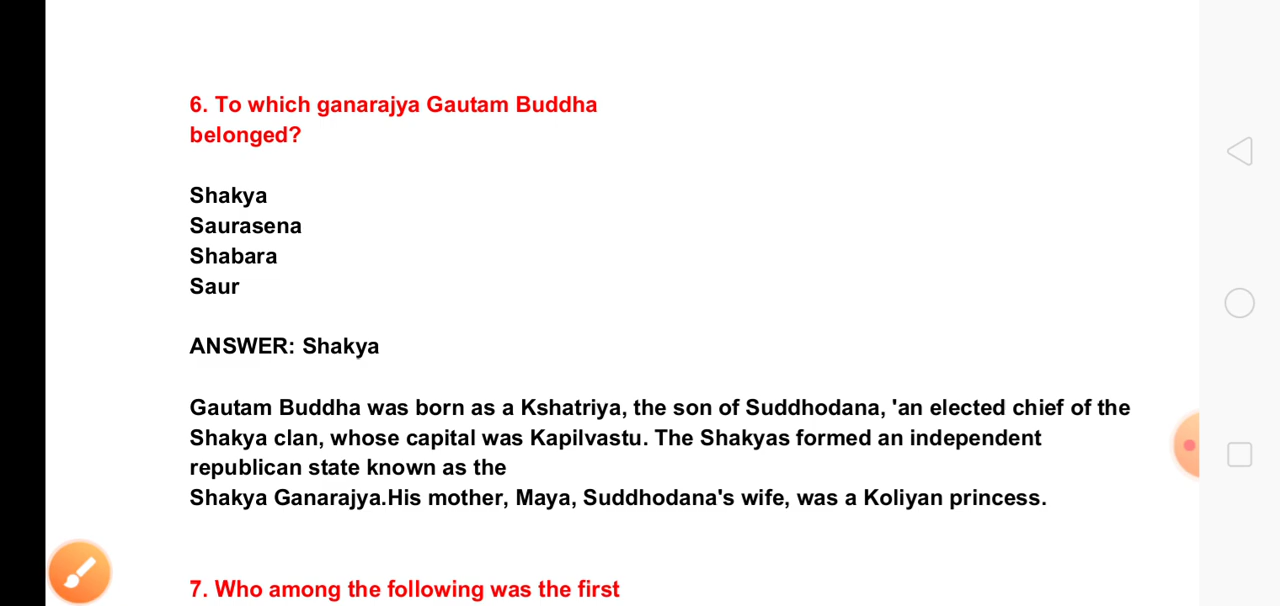 6. To which ganarajya Gautam Buddha
belonged?
Shakya
Saurasena
Shabara
Saur
ANSWER: Shakya
Gautam Buddha was born as a Kshatriya, the son of Suddhodana, 'an elected chief of the
Shakya clan, whose capital was Kapilvastu. The Shakyas formed an independent
republican state known as the
Shakya Ganarajya.His mother, Maya, Suddhodana's wife, was a Koliyan princess.
7. Who among the following was the first